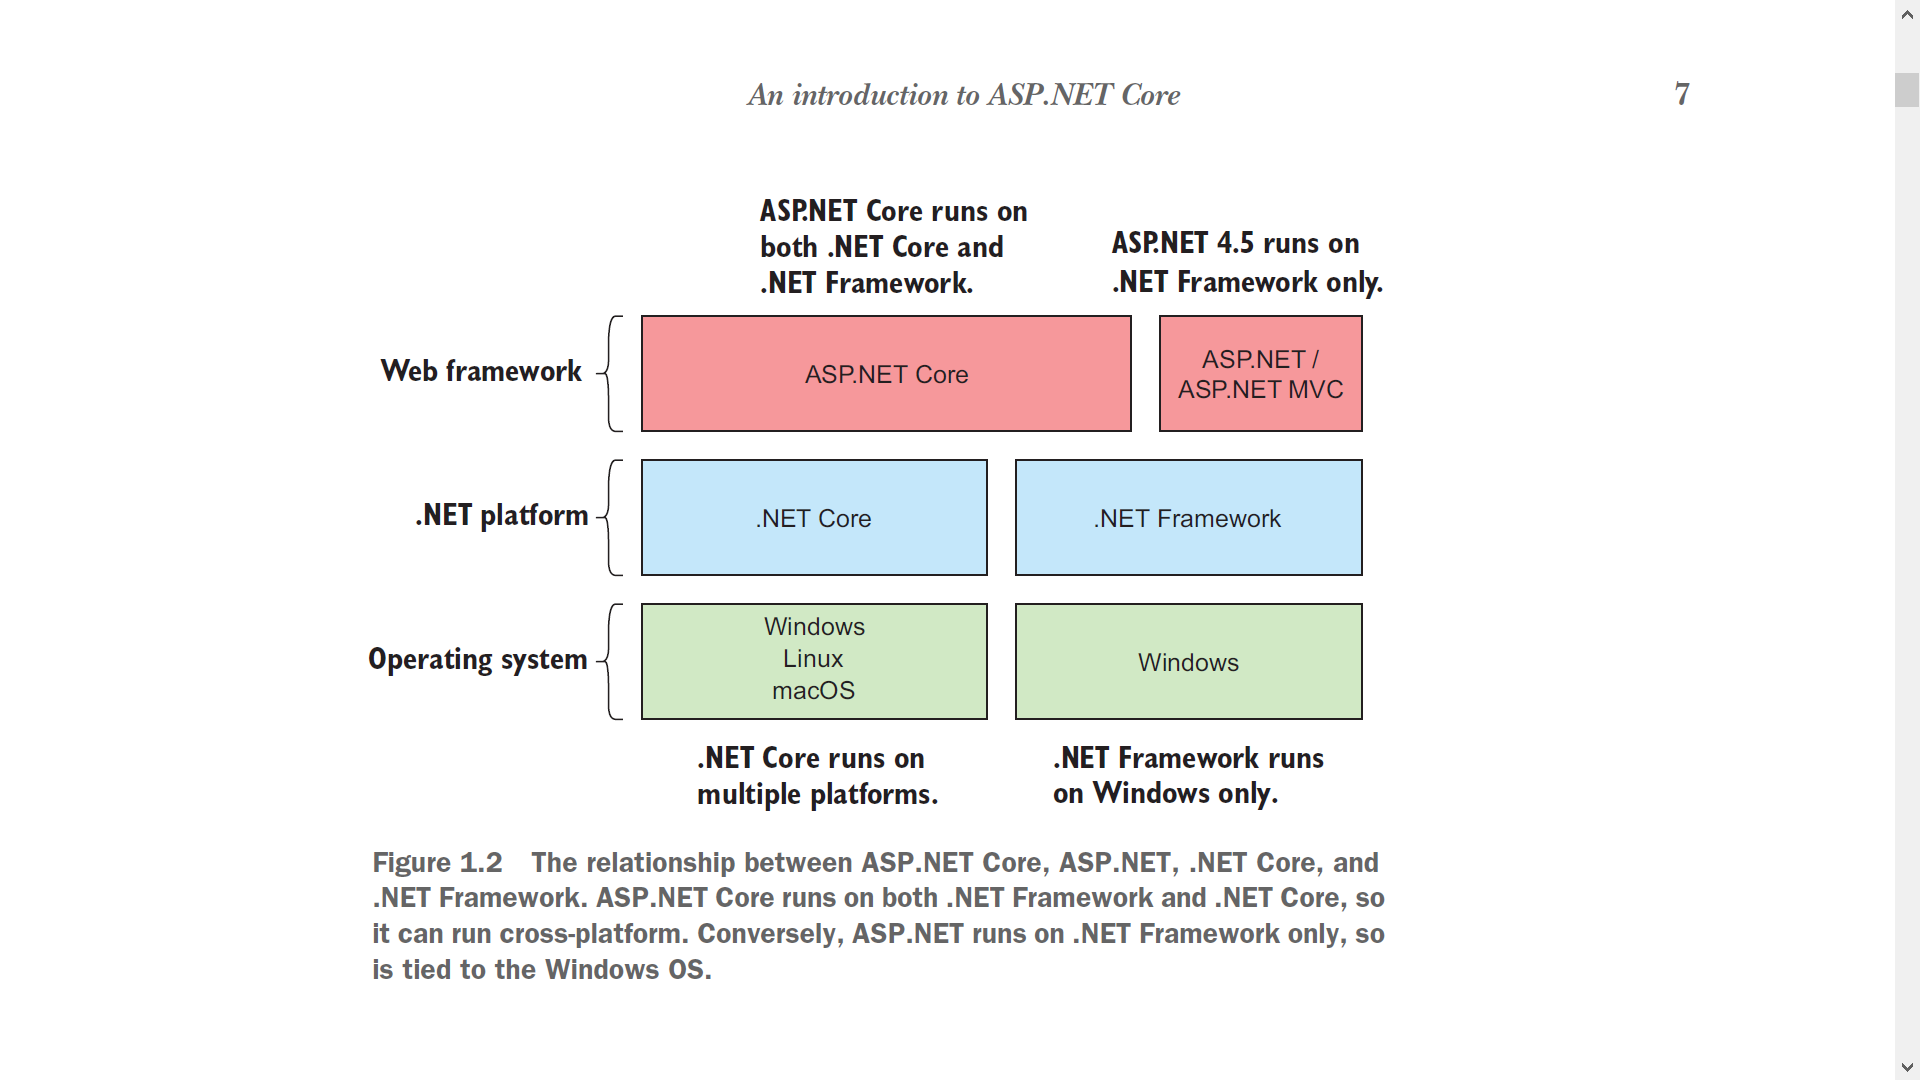 An introduction to ASP.NET Core
7
ASP.NET Core runs on
both .NET Core and
.NET Framework.
ASP.NET 4.5 runs on
.NET Framework only.
Web framework
ASP.NET Core
ASP.NET /
ASP.NET MVC
.NET platform
.NET Core
.NET Framework
Operating system
Windows
Linux
macOS
Windows
.NET Core runs on
multiple platforms.
.NET Framework runs
on Windows only.
Figure 1.2 The relationship between ASP.NET Core, ASP.NET, .NET Core, and
.NET Framework. ASP.NET Core runs on both .NET Framework and .NET Core, so
it can run cross-platform. Conversely, ASP.NET runs on .NET Framework only, so
is tied to the Windows OS.